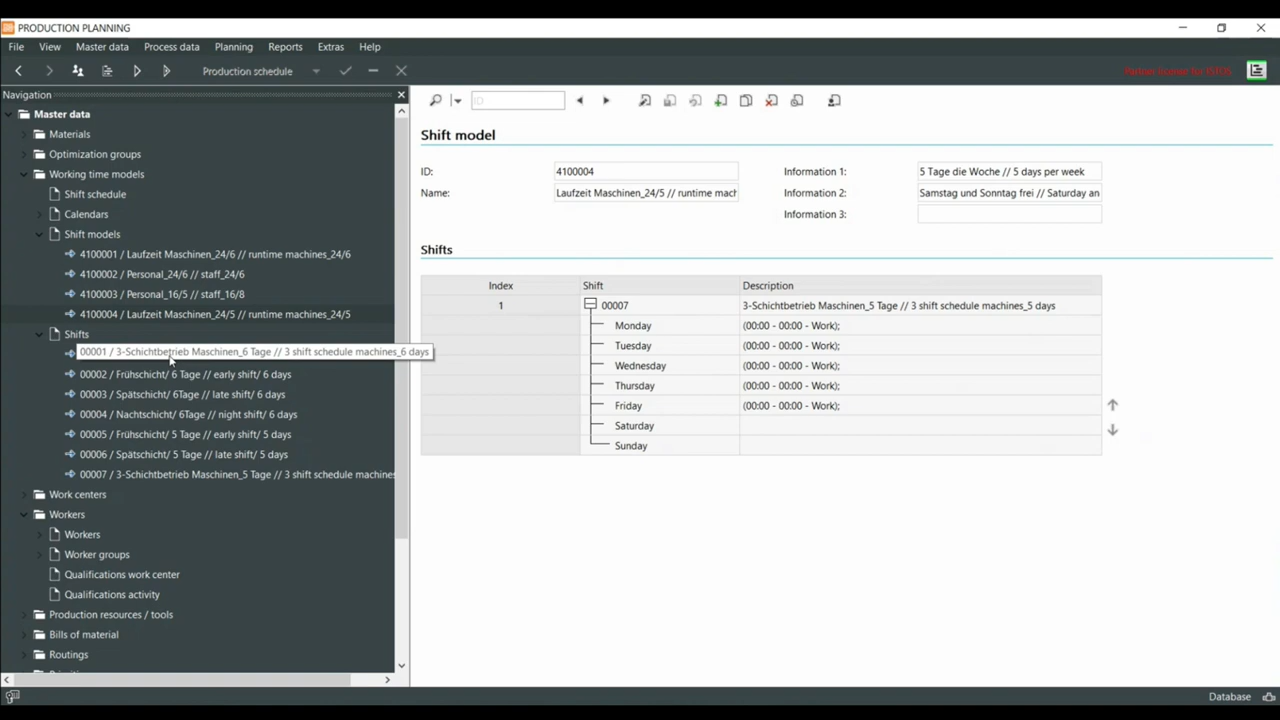 PRODUCTION PLANNING
File View Master data Process data Planning Reports Extras Help
Production schedule
Navigation
Master data
Materials
Optimization groups
Working time models
Shift schedule
Calendars
Shift models
4100001 / Laufzeit Maschinen_24/6 // runtime machines_24/6
4100002 / Personal_24/6 // staff_24/6
4100003 / Personal_16/5 // staff_16/8
4100004 / Laufzeit Maschinen_24/5 // runtime machines_24/5
Shifts
00001 / 3-Schichtbetrieb Maschinen_6 Tage // 3 shift schedule machines_6 days
00002 / Frühschicht/ 6 Tage // early shift/ 6 days
00003 / Spätschicht/ 6Tage // late shift/ 6 days
00004 / Nachtschicht/ 6Tage // night shift/ 6 days
00005 / Frühschicht/ 5 Tage // early shift/ 5 days
00006 / Spätschicht/ 5 Tage // late shift/ 5 days
00007 / 3-Schichtbetrieb Maschinen_5 Tage // 3 shift schedule machines
Work centers
Workers
Workers
Worker groups
Qualifications work center
Qualifications activity
Production resources / tools
Bills of material
Routings
ID
Shift model
ID: 4100004 Information 1: 5 Tage die Woche // 5 days per week
Name: Laufzeit Maschinen_24/5 // runtime mach Information 2: Samstag und Sonntag frei // Saturday an
Information 3:
Shifts
Index Shift Description
1 00007 3-Schichtbetrieb Maschinen_5 Tage // 3 shift schedule machines_5 days
Monday (00:00 - 00:00 - Work);
Tuesday (00:00 - 00:00 - Work);
Wednesday (00:00 - 00:00 - Work);
Thursday (00:00 - 00:00 - Work);
Friday (00:00 - 00:00 - Work);
Saturday
Sunday
Database